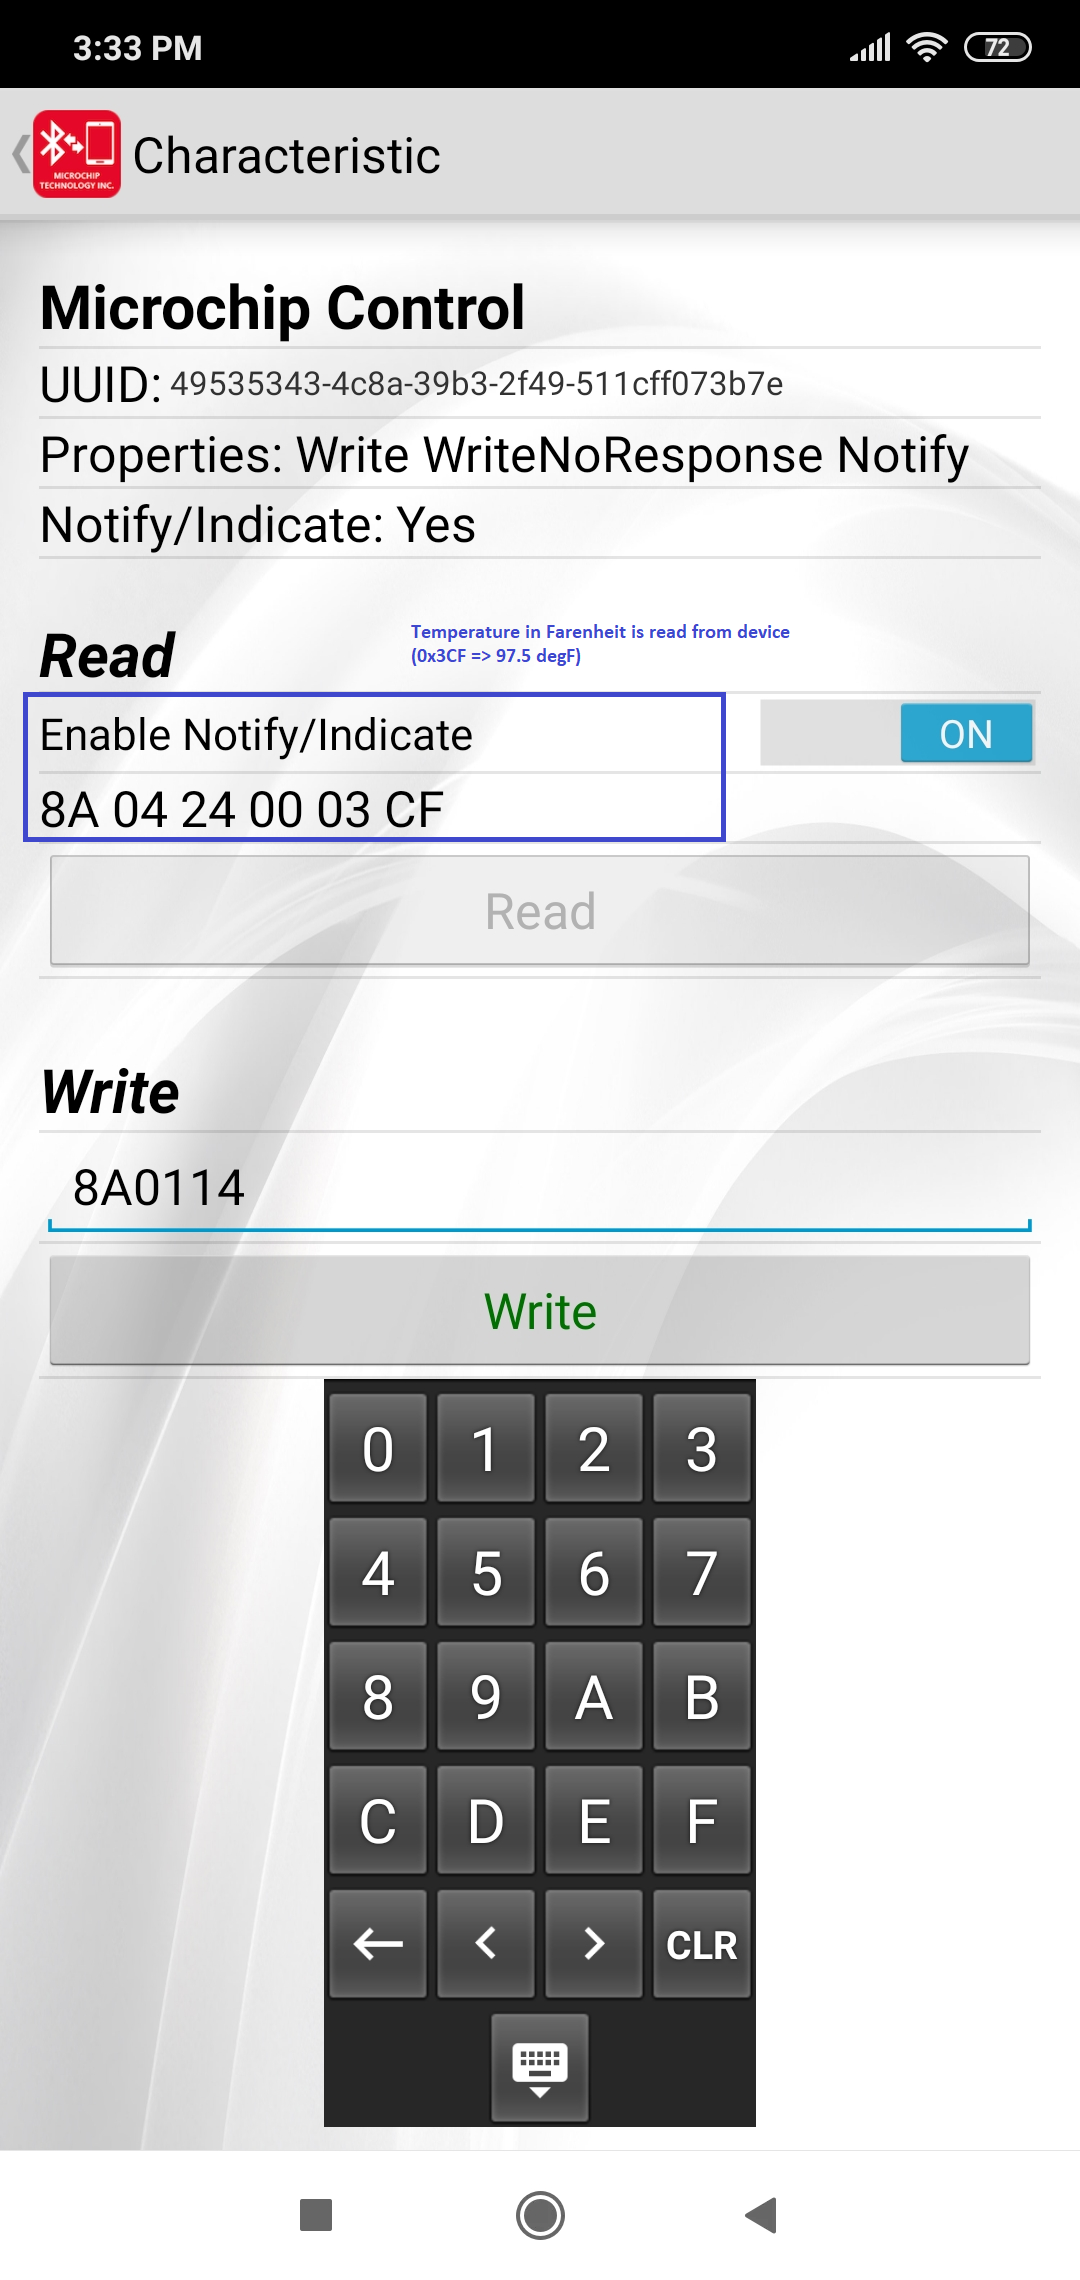 3:33 PM
72
MICROCHIP
TECHNOLOGY INC.
Characteristic
Microchip Control
UUID: 49535343-4c8a-39b3-2f49-511cff073b7e
Properties: Write WriteNoResponse Notify
Notify/Indicate: Yes
Temperature in Farenheit is read from device
(0x3CF => 97.5 degF)
Read
Enable Notify/Indicate
ON
8A 04 24 00 03 CF
Read
Write
8A0114
Write
0 1 2 3
4 5 6 7
8 9 A B
C D E F
← < > CLR